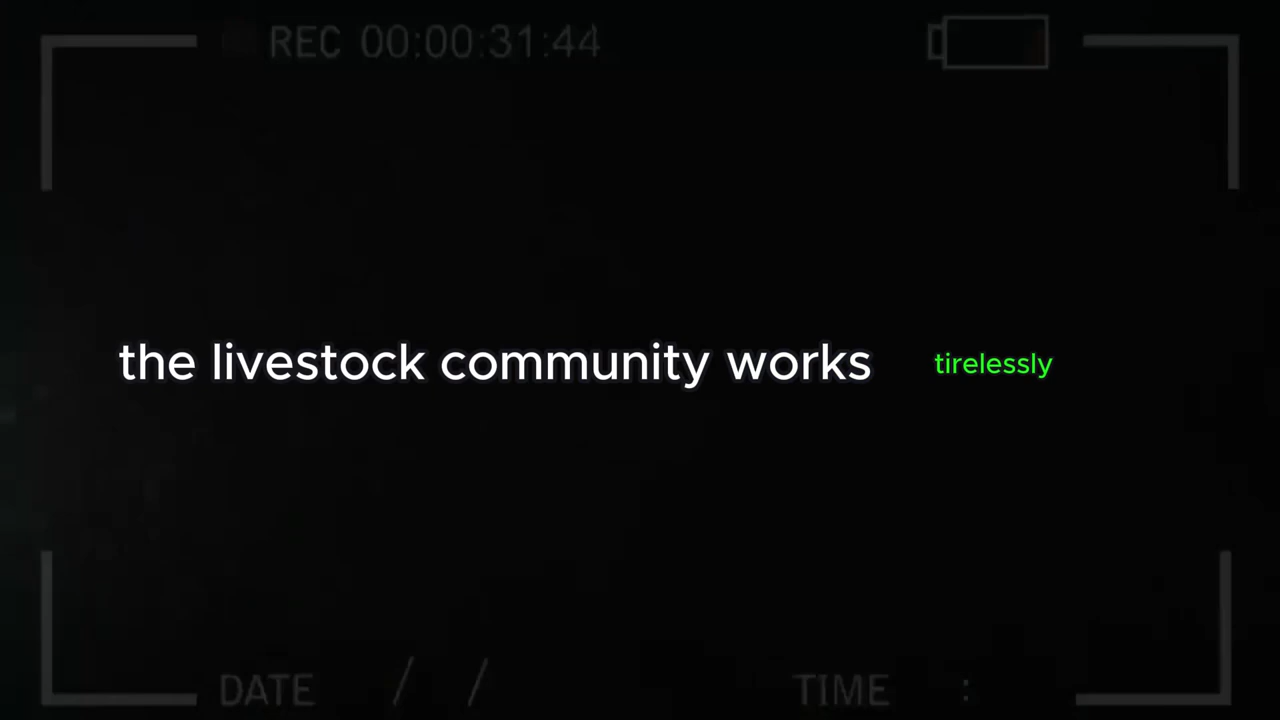 REC 00:00:31:44
the livestock community works tirelessly
DATE / / TIME :